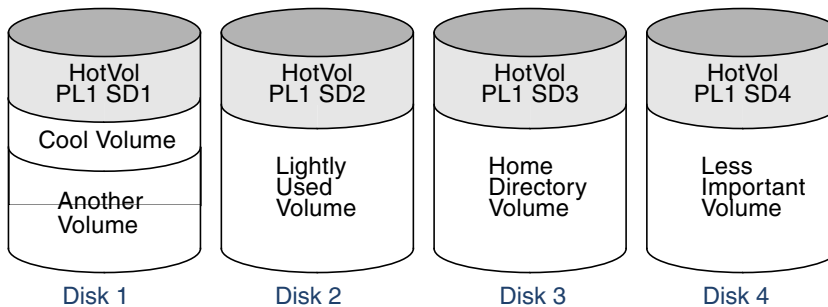 HotVol
PL1 SD1
Cool Volume
Another
Volume
Disk 1
HotVol
PL1 SD2
Lightly
Used
Volume
Disk 2
HotVol
PL1 SD3
Home
Directory
Volume
Disk 3
HotVol
PL1 SD4
Less
Important
Volume
Disk 4